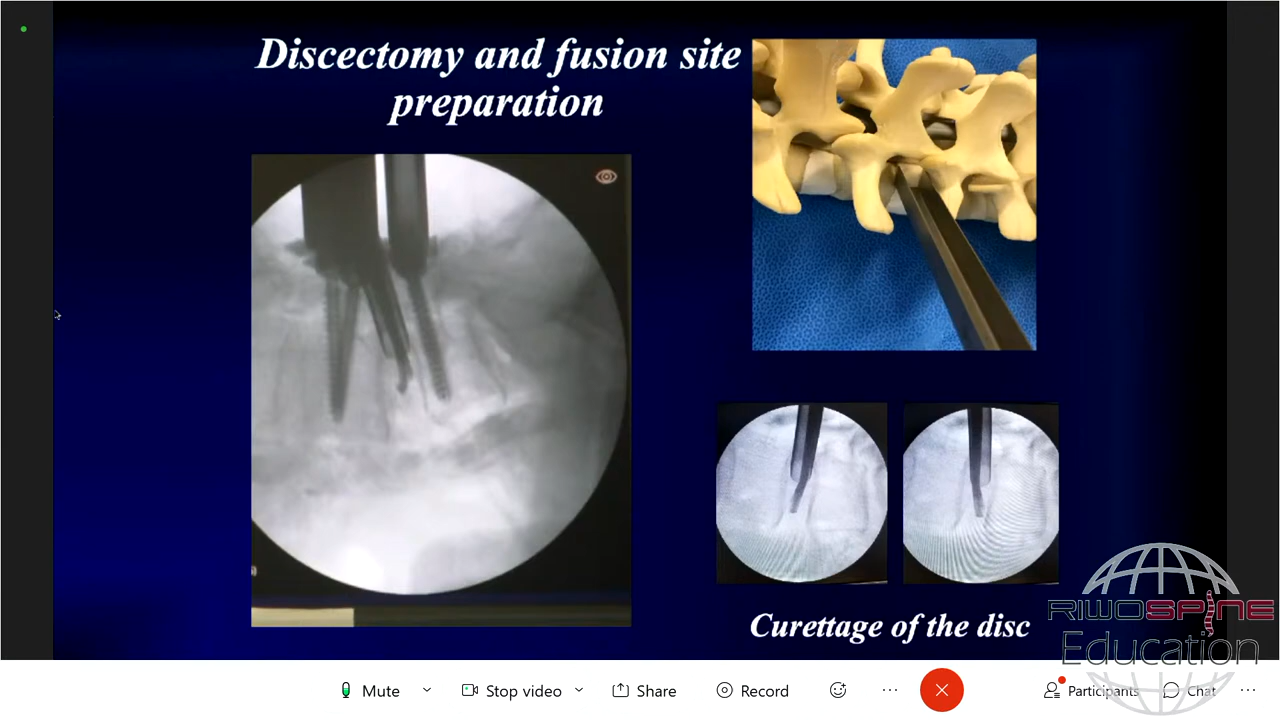 Discectomy and fusion site
preparation
Curettage of the disc
RIWOSPINE
Education
Mute
Stop video
Share
Record
Participants
Chat